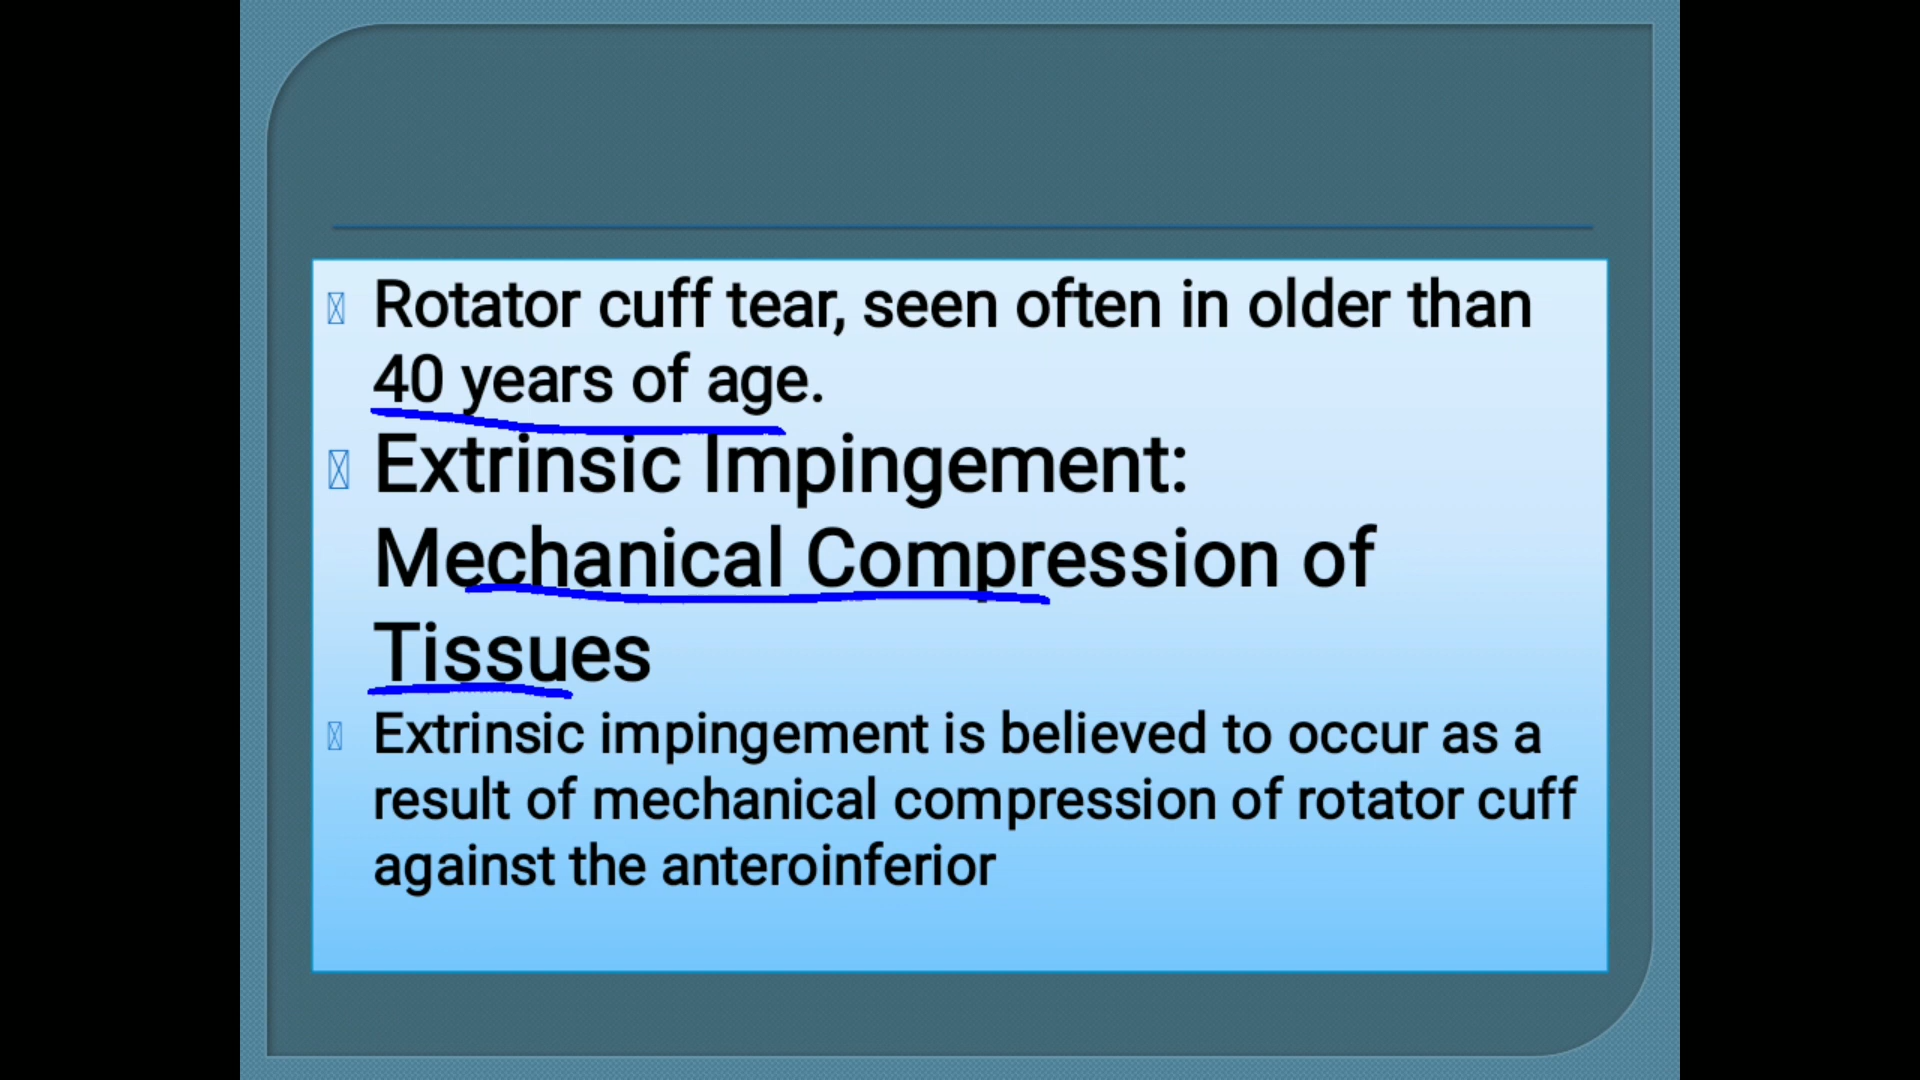 Rotator cuff tear, seen often in older than
40 years of age.
Extrinsic Impingement:
Mechanical Compression of
Tissues
Extrinsic impingement is believed to occur as a
result of mechanical compression of rotator cuff
against the anteroinferior